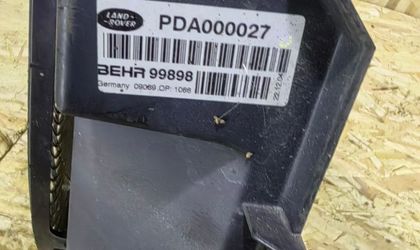 LAND
ROVER
PDA000027
BEHR 99898
Germany 09069 OP: 1066